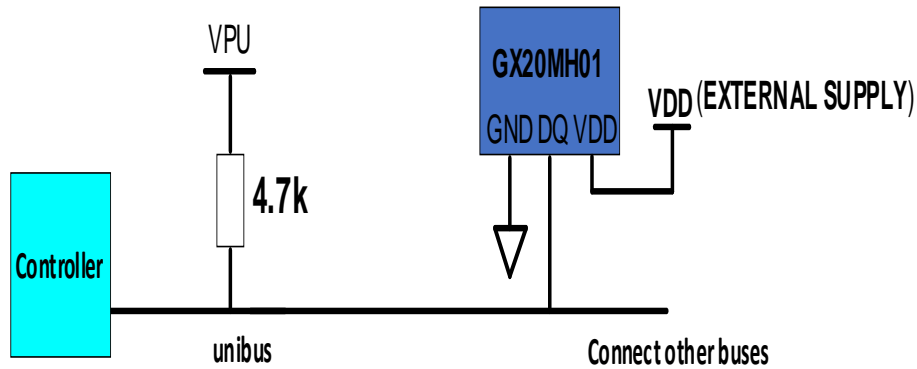 VPU
GX20MH01
VDD (EXTERNAL SUPPLY)
GND DQ VDD
4.7k
Controller
unibus
Connect other buses